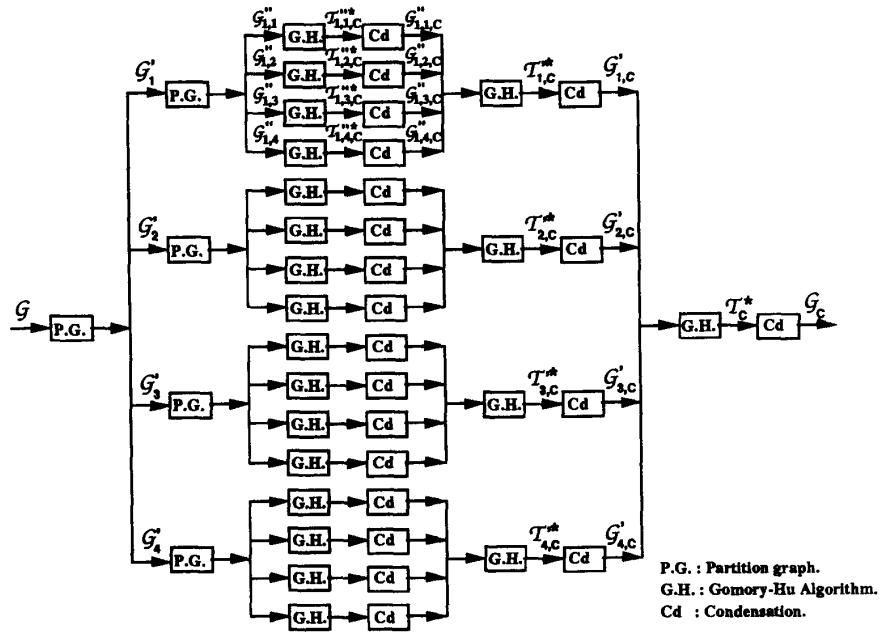 𝒢''1,1 G.H. 𝒯''*1,1,C Cd 𝒢''1,1,C
𝒢''1,2 G.H. 𝒯''*1,2,C Cd 𝒢''1,2,C
𝒢'1 P.G. 𝒢''1,3 G.H. 𝒯''*1,3,C Cd 𝒢''1,3,C G.H. 𝒯'*1,C Cd 𝒢'1,C
𝒢''1,4 G.H. 𝒯''*1,4,C Cd 𝒢''1,4,C
G.H. Cd
G.H. Cd
𝒢'2 P.G. G.H. 𝒯'*2,C Cd 𝒢'2,C
G.H. Cd
G.H. Cd
𝒢 P.G. G.H. 𝒯*C Cd 𝒢C
G.H. Cd
G.H. Cd
𝒢'3 P.G. G.H. 𝒯'*3,C Cd 𝒢'3,C
G.H. Cd
G.H. Cd
G.H. Cd
G.H. Cd
𝒢'4 P.G. G.H. 𝒯'*4,C Cd 𝒢'4,C
G.H. Cd
G.H. Cd
P.G. : Partition graph.
G.H. : Gomory-Hu Algorithm.
Cd : Condensation.